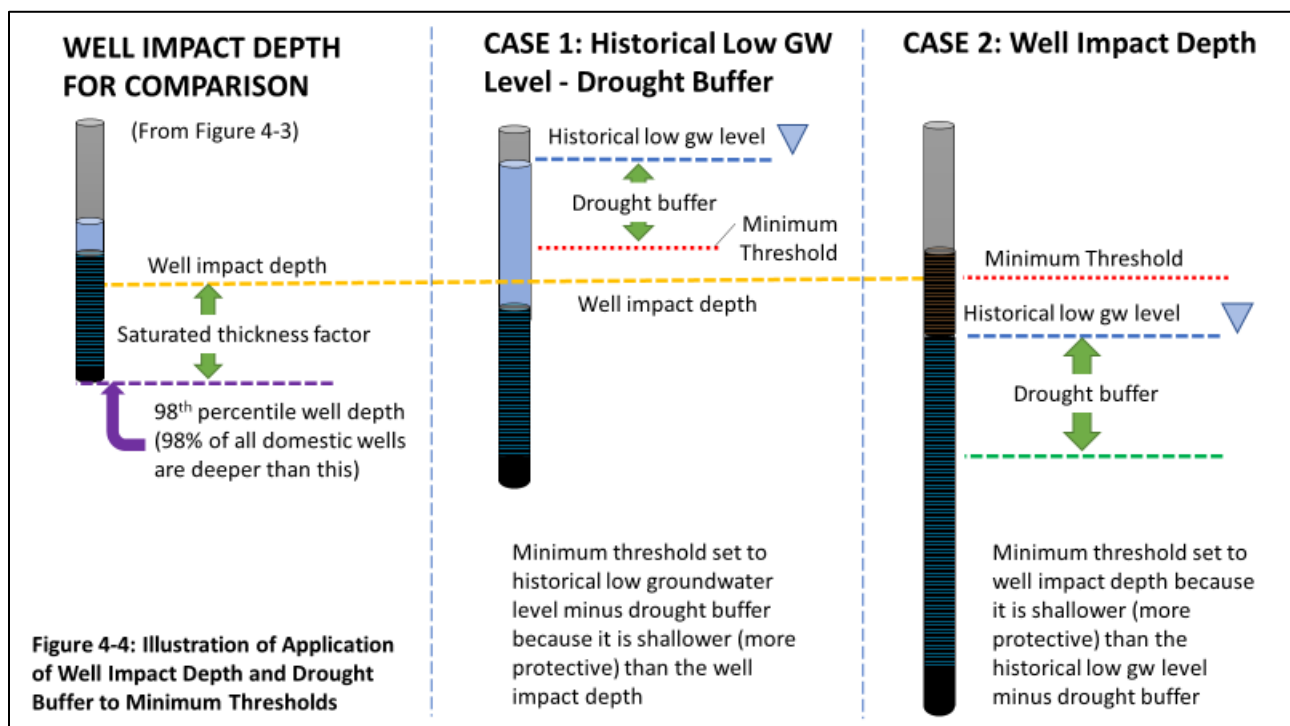 WELL IMPACT DEPTH
FOR COMPARISON
(From Figure 4-3)
Well impact depth
Saturated thickness factor
98th percentile well depth
(98% of all domestic wells
are deeper than this)
Figure 4-4: Illustration of Application
of Well Impact Depth and Drought
Buffer to Minimum Thresholds
CASE 1: Historical Low GW
Level - Drought Buffer
Historical low gw level
Drought buffer
Minimum
Threshold
Well impact depth
Minimum threshold set to
historical low groundwater
level minus drought buffer
because it is shallower (more
protective) than the well
impact depth
CASE 2: Well Impact Depth
Minimum Threshold
Historical low gw level
Drought buffer
Minimum threshold set to
well impact depth because
it is shallower (more
protective) than the
historical low gw level
minus drought buffer